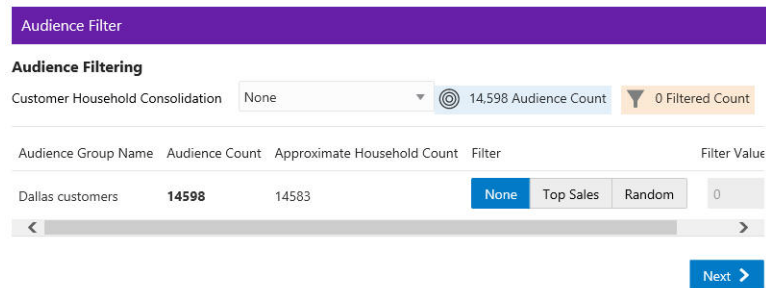 Audience Filter
Audience Filtering
Customer Household Consolidation None 14,598 Audience Count 0 Filtered Count
Audience Group Name Audience Count Approximate Household Count Filter Filter Value
Dallas customers 14598 14583 None Top Sales Random 0
Next